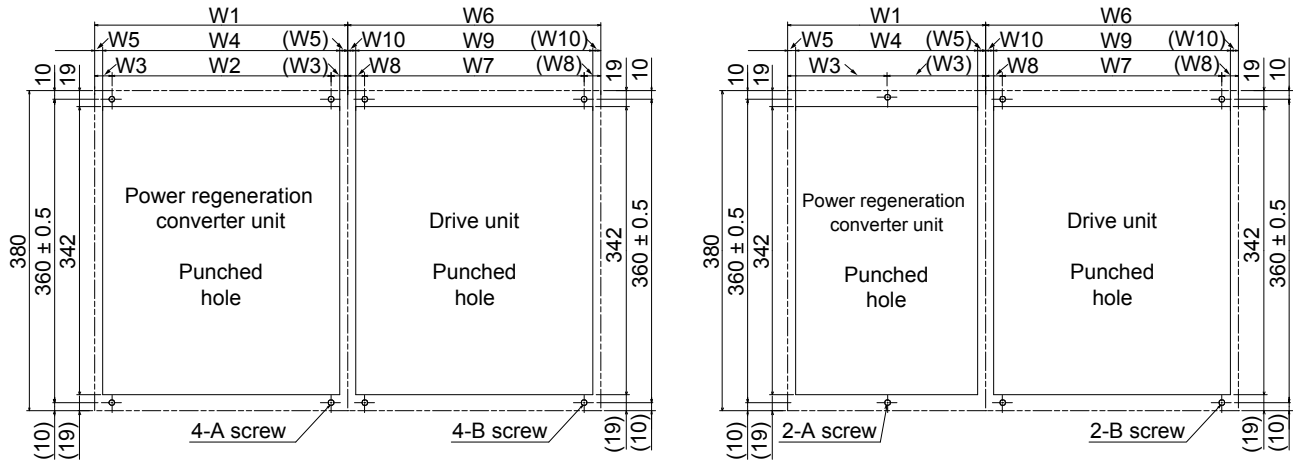 W1 W6
W5 W4 (W5) W10 W9 (W10)
W3 W2 (W3) W8 W7 (W8)
10 19 19 10
380 360 ± 0.5 342
Power regeneration
converter unit
Punched
hole
Drive unit
Punched
hole
342 360 ± 0.5
(10) (19) (19) (10)
4-A screw 4-B screw
W1 W6
W5 W4 (W5) W10 W9 (W10)
W3 (W3) W8 W7 (W8)
10 19 19 10
380 360 ± 0.5 342
Power regeneration
converter unit
Punched
hole
Drive unit
Punched
hole
342 360 ± 0.5
(10) (19) (19) (10)
2-A screw 2-B screw